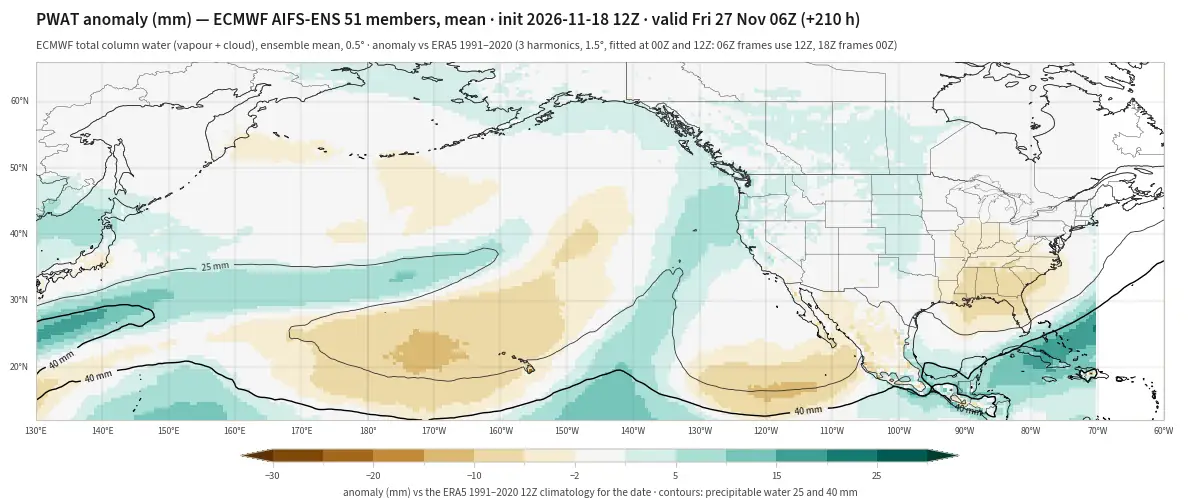 PWAT anomaly (mm) — ECMWF AIFS-ENS 51 members, mean · init 2026-11-18 12Z · valid Fri 27 Nov 06Z (+210 h)
ECMWF total column water (vapour + cloud), ensemble mean, 0.5° · anomaly vs ERA5 1991–2020 (3 harmonics, 1.5°, fitted at 00Z and 12Z: 06Z frames use 12Z, 18Z frames 00Z)
60°N
50°N
40°N
25 mm
30°N
40 mm
20°N
40 mm
40 mm
40 mm
130°E 140°E 150°E 160°E 170°E 180° 170°W 160°W 150°W 140°W 130°W 120°W 110°W 100°W 90°W 80°W 70°W 60°W
−30 −20 −10 −2 5 15 25
anomaly (mm) vs the ERA5 1991–2020 12Z climatology for the date · contours: precipitable water 25 and 40 mm